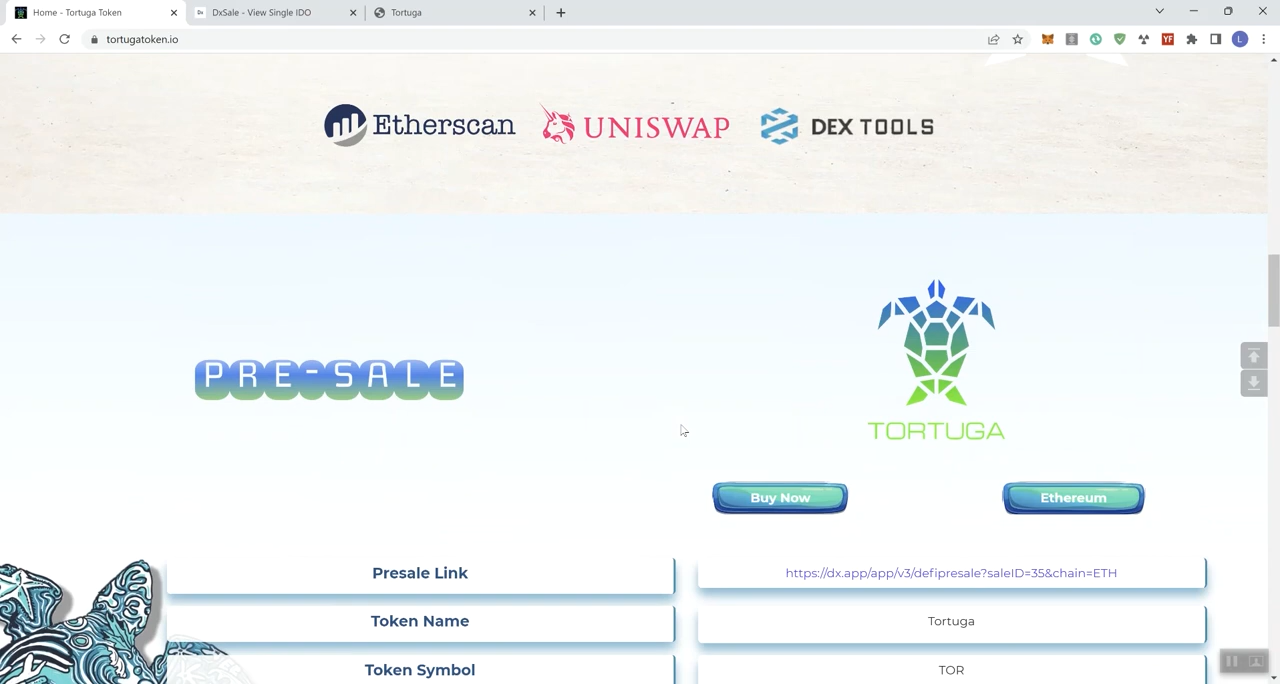 Home - Tortuga Token
DxSale - View Single IDO
Tortuga
tortugatoken.io
YF
L
Etherscan
UNISWAP
DEX TOOLS
PRE-SALE
TORTUGA
Buy Now
Ethereum
Presale Link
https://dx.app/app/v3/defipresale?saleID=35&chain=ETH
Token Name
Tortuga
Token Symbol
TOR